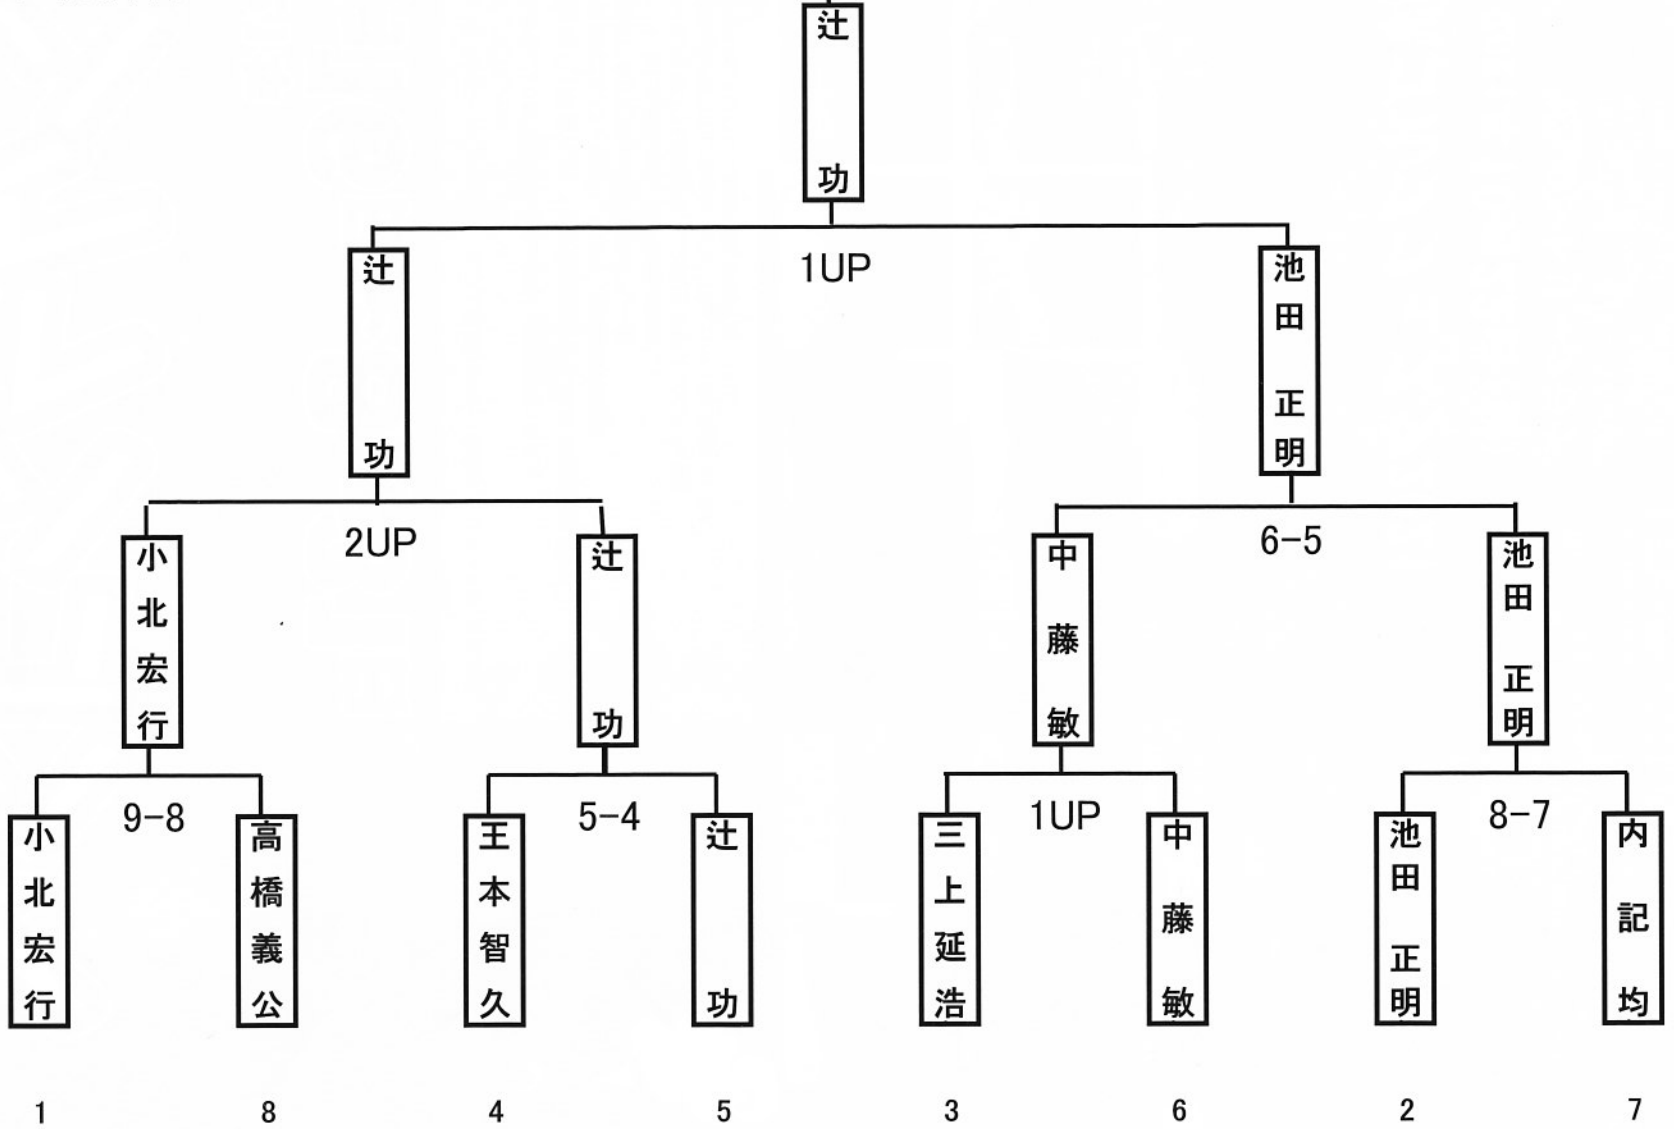 辻功
1UP
辻功
池田正明
2UP
6-5
小北宏行
辻功
中藤敏
池田正明
9-8
5-4
1UP
8-7
小北宏行
高橋義公
王本智久
辻功
三上延浩
中藤敏
池田正明
内記均
1
8
4
5
3
6
2
7